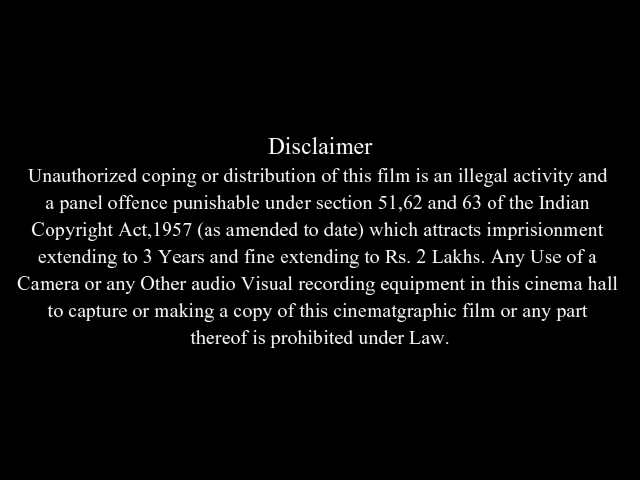 Disclaimer
Unauthorized coping or distribution of this film is an illegal activity and
a panel offence punishable under section 51,62 and 63 of the Indian
Copyright Act,1957 (as amended to date) which attracts imprisionment
extending to 3 Years and fine extending to Rs. 2 Lakhs. Any Use of a
Camera or any Other audio Visual recording equipment in this cinema hall
to capture or making a copy of this cinematgraphic film or any part
thereof is prohibited under Law.